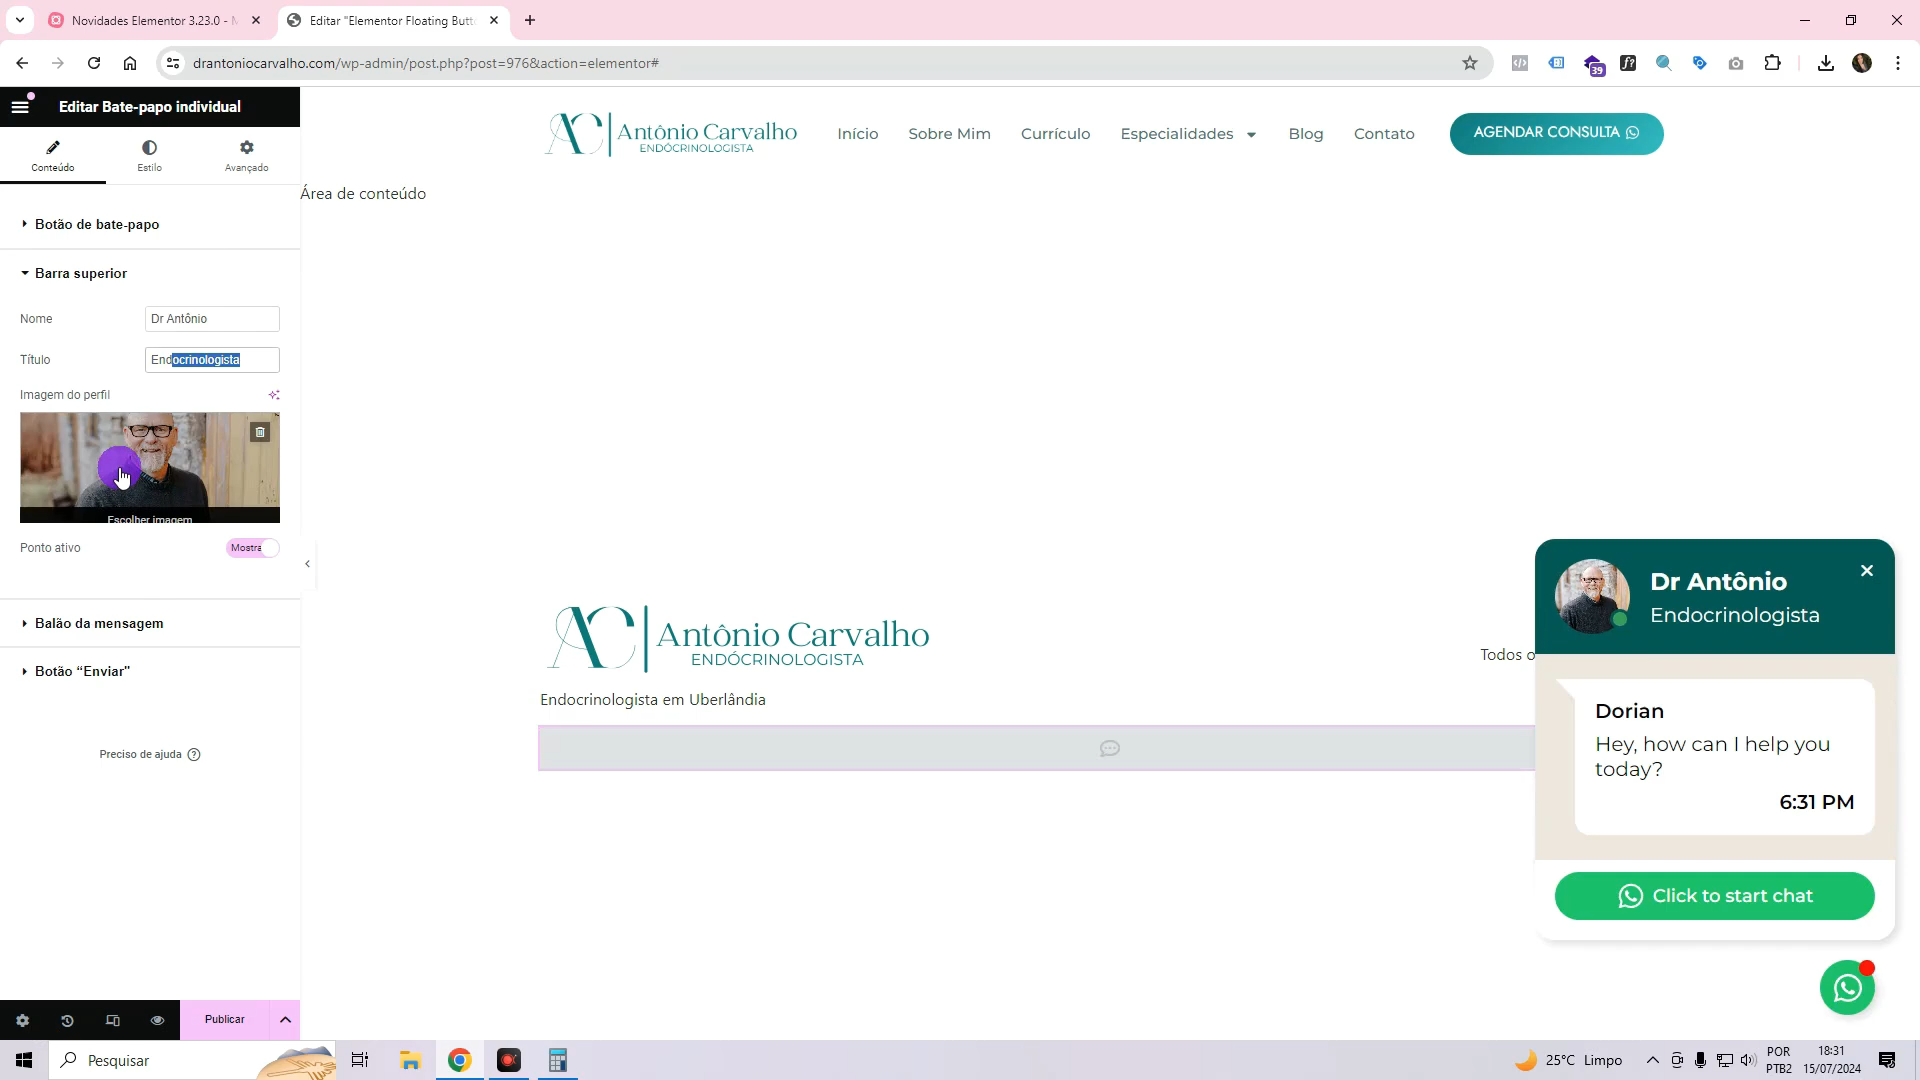 Novidades Elementor 3.23.0 -
Editar "Elementor Floating Butt
drantoniocarvalho.com/wp-admin/post.php?post=976&action=elementor#
39
Editar Bate-papo individual
Conteúdo
Estilo
Avançado
Botão de bate-papo
Barra superior
Nome
Dr Antônio
Título
Endocrinologista
Imagem do perfil
Escolher imagem
Ponto ativo
Mostra
Balão da mensagem
Botão “Enviar”
Preciso de ajuda
Publicar
AC Antônio Carvalho
ENDÓCRINOLOGISTA
Início
Sobre Mim
Currículo
Especialidades
Blog
Contato
AGENDAR CONSULTA
Área de conteúdo
AC Antônio Carvalho
ENDÓCRINOLOGISTA
Endocrinologista em Uberlândia
Todos o
Dr Antônio
Endocrinologista
Dorian
Hey, how can I help you
today?
6:31 PM
Click to start chat
Pesquisar
25°C Limpo
POR
PTB2
18:31
15/07/2024